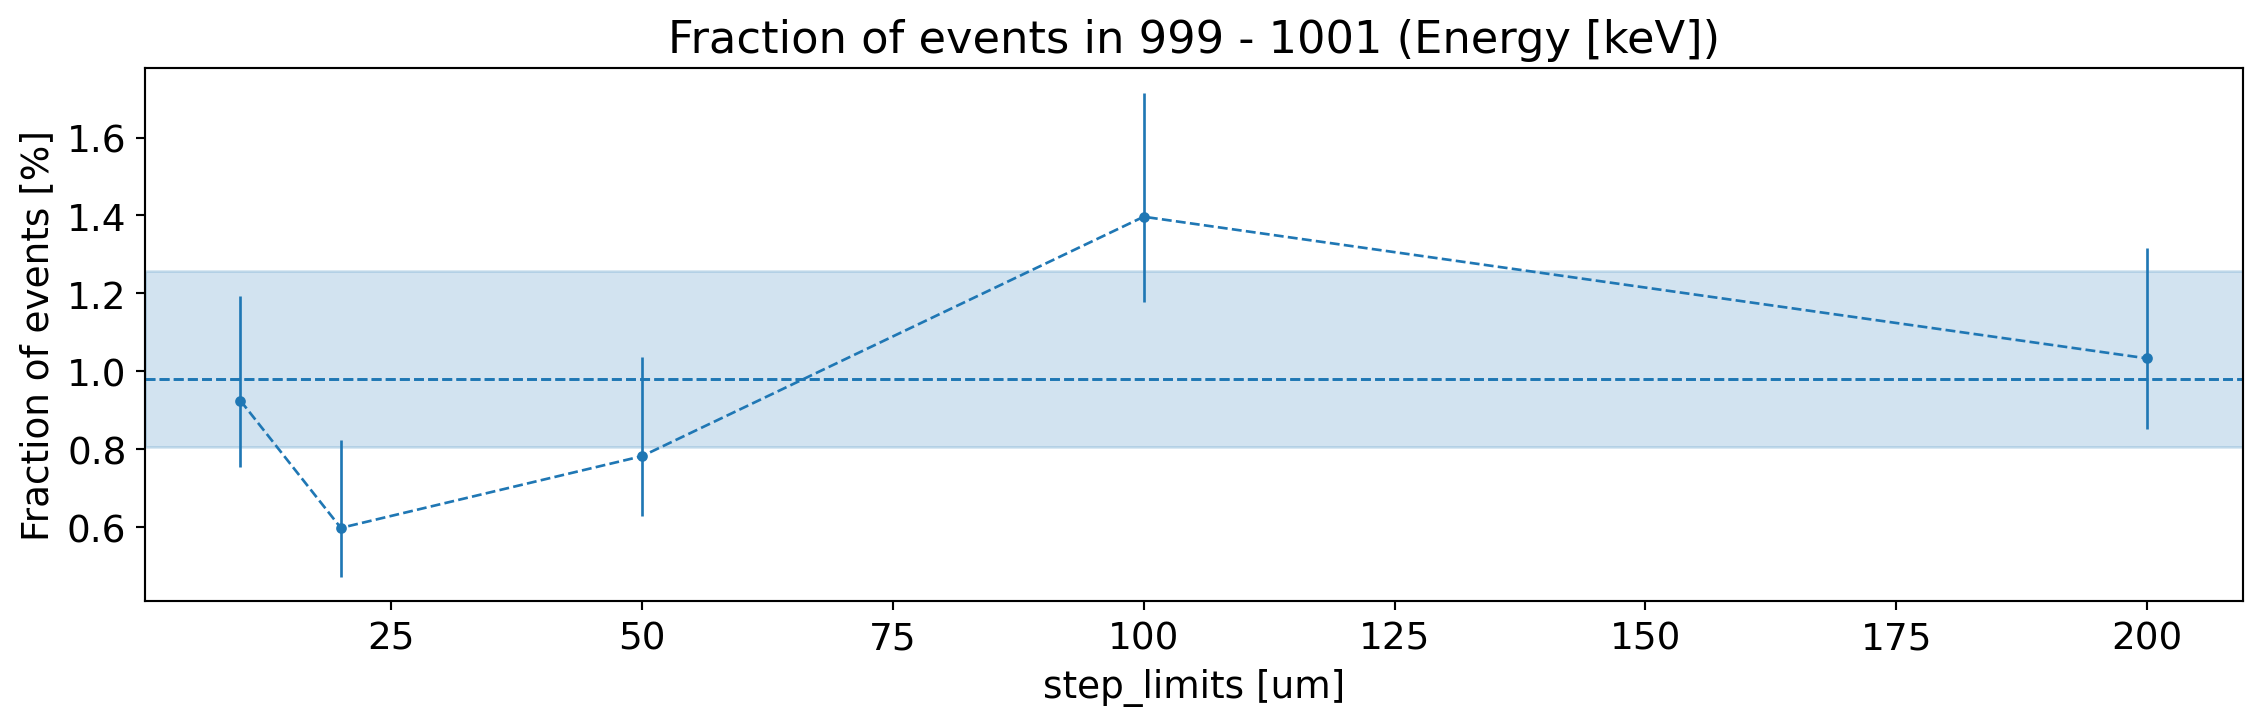 Fraction of events in 999 - 1001 (Energy [keV])
Fraction of events [%]
1.6
1.4
1.2
1.0
0.8
0.6
25 50 75 100 125 150 175 200
step_limits [um]